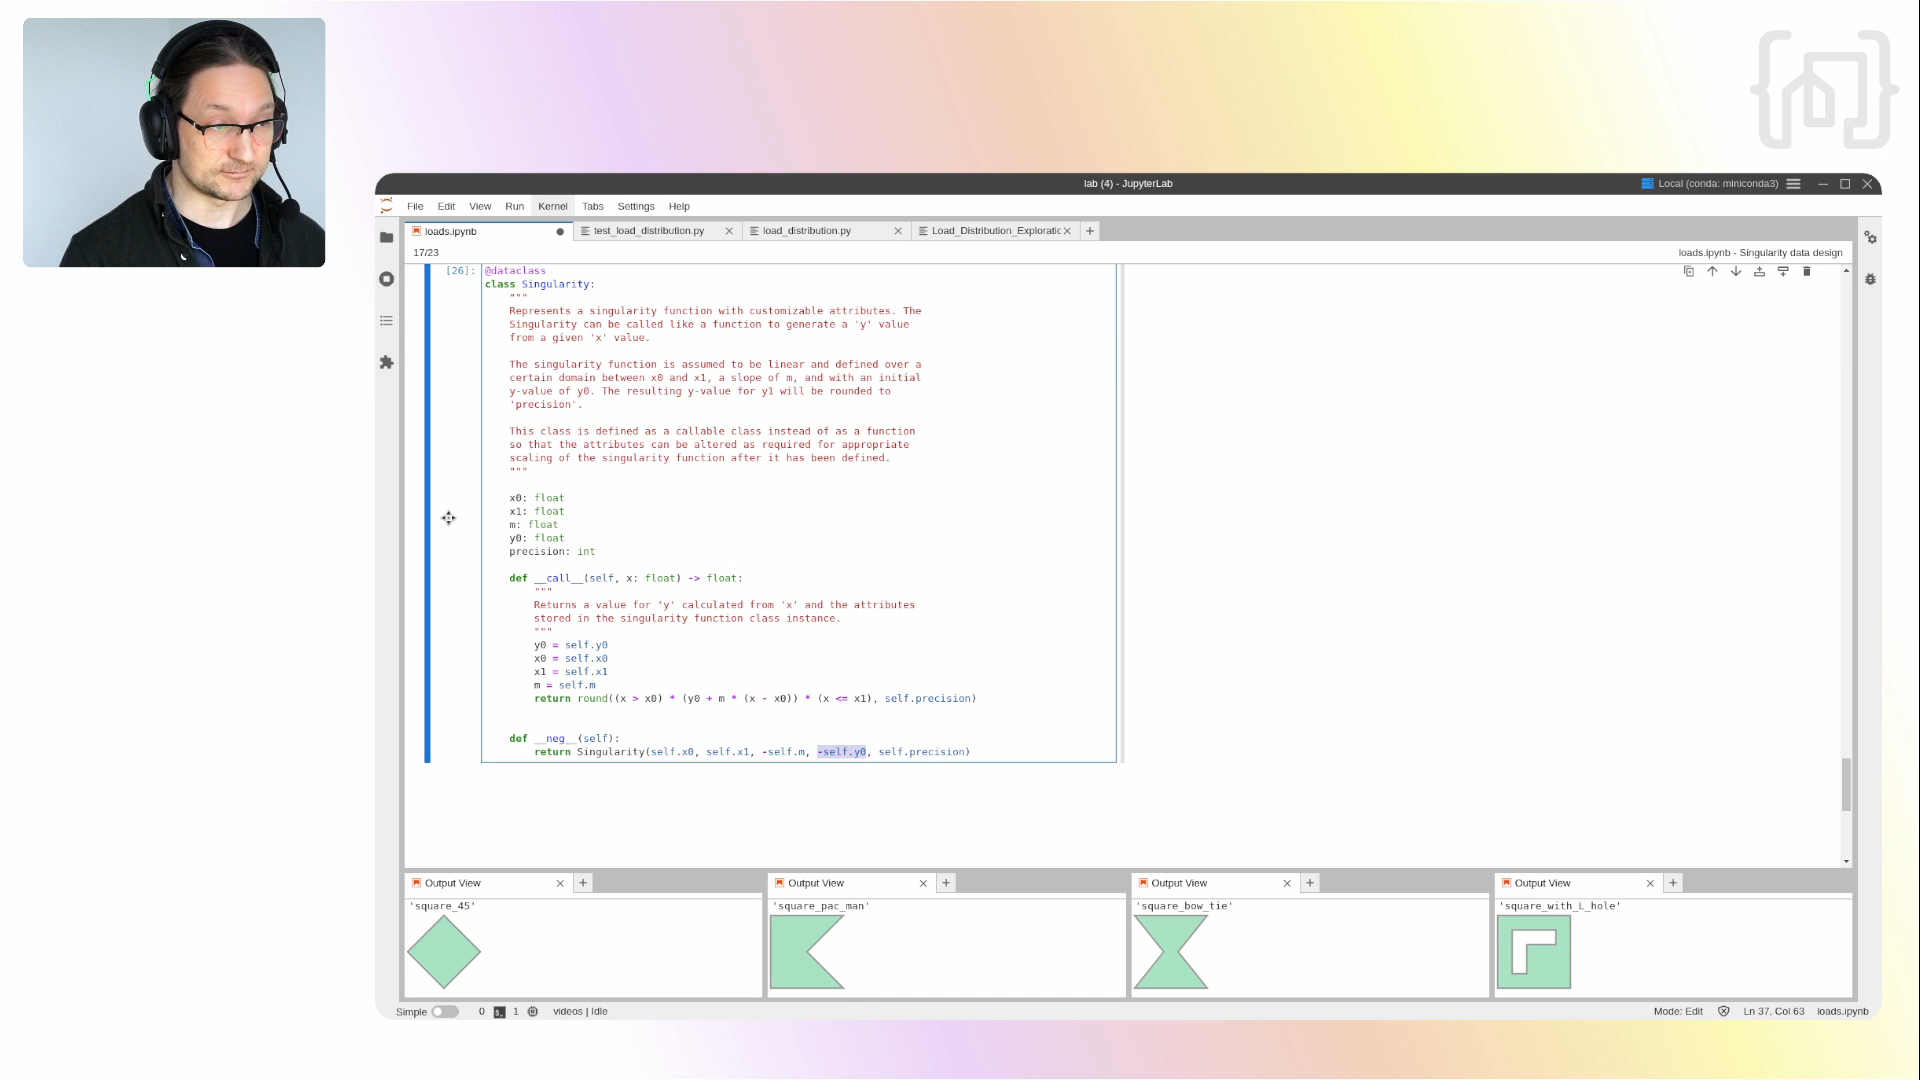 lab (4) - JupyterLab
Local (conda: miniconda3)
File Edit View Run Kernel Tabs Settings Help
loads.ipynb
test_load_distribution.py
load_distribution.py
Load_Distribution_Exploratic
17/23
loads.ipynb - Singularity data design
[26]: @dataclass
class Singularity:
"""
Represents a singularity function with customizable attributes. The
Singularity can be called like a function to generate a 'y' value
from a given 'x' value.
The singularity function is assumed to be linear and defined over a
certain domain between x0 and x1, a slope of m, and with an initial
y-value of y0. The resulting y-value for y1 will be rounded to
'precision'.
This class is defined as a callable class instead of as a function
so that the attributes can be altered as required for appropriate
scaling of the singularity function after it has been defined.
"""
x0: float
x1: float
m: float
y0: float
precision: int
def __call__(self, x: float) -> float:
"""
Returns a value for 'y' calculated from 'x' and the attributes
stored in the singularity function class instance.
"""
y0 = self.y0
x0 = self.x0
x1 = self.x1
m = self.m
return round((x > x0) * (y0 + m * (x - x0)) * (x <= x1), self.precision)
def __neg__(self):
return Singularity(self.x0, self.x1, -self.m, -self.y0, self.precision)
Output View
Output View
Output View
Output View
'square_45'
'square_pac_man'
'square_bow_tie'
'square_with_L_hole'
Simple 0 1 videos | Idle
Mode: Edit Ln 37, Col 63 loads.ipynb